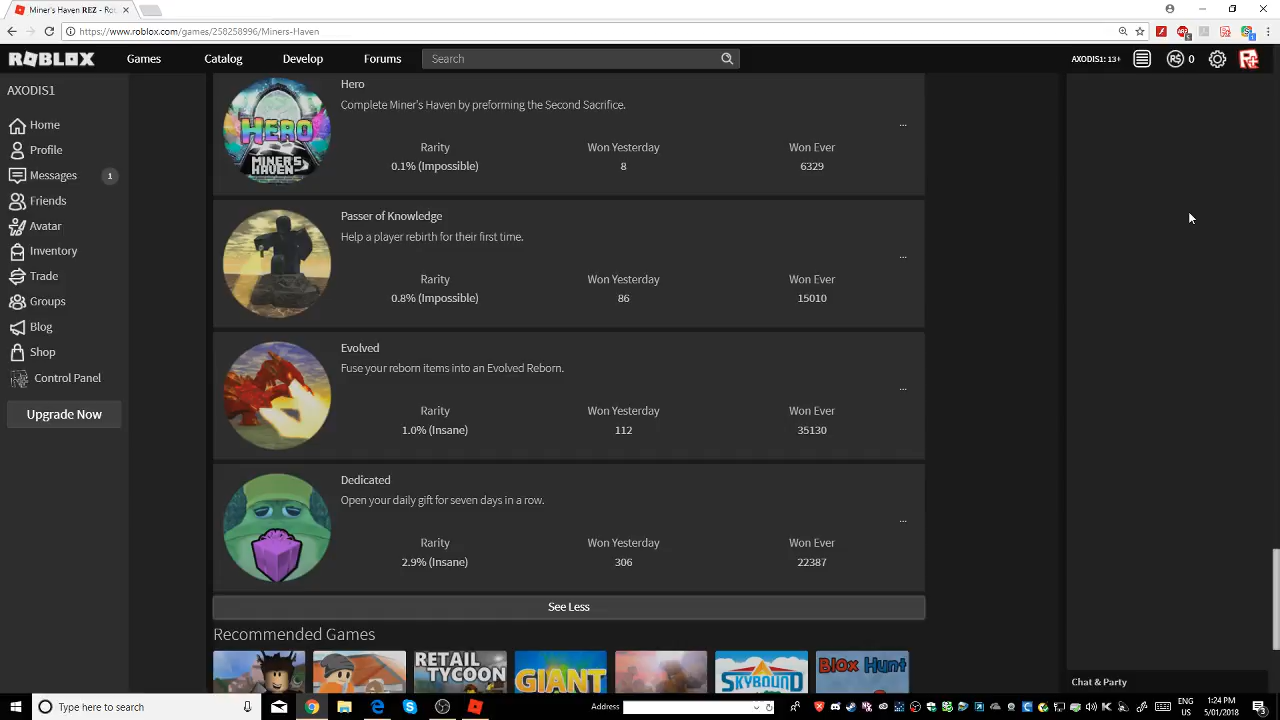 Miner's Haven REZ - Ro
https://www.roblox.com/games/258258996/Miners-Haven
ROBLOX
Games
Catalog
Develop
Forums
Search
AXODIS1: 13+
0
AXODIS1
Home
Profile
Messages
1
Friends
Avatar
Inventory
Trade
Groups
Blog
Shop
Control Panel
Upgrade Now
HERO
MINER'S
HAVEN
Hero
Complete Miner's Haven by preforming the Second Sacrifice.
...
Rarity Won Yesterday Won Ever
0.1% (Impossible) 8 6329
Passer of Knowledge
Help a player rebirth for their first time.
...
Rarity Won Yesterday Won Ever
0.8% (Impossible) 86 15010
Evolved
Fuse your reborn items into an Evolved Reborn.
...
Rarity Won Yesterday Won Ever
1.0% (Insane) 112 35130
Dedicated
Open your daily gift for seven days in a row.
...
Rarity Won Yesterday Won Ever
2.9% (Insane) 306 22387
See Less
Recommended Games
RETAIL
TYCOON
GIANT
SKYBOUND
Blox Hunt
Chat & Party
Type here to search
Address
ENG
US
1:24 PM
5/01/2018